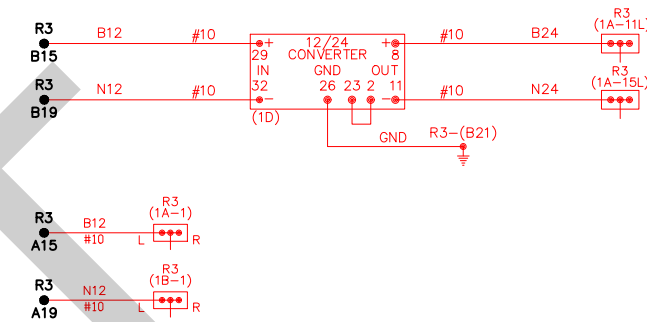 R3
B15
B12
#10
+
12/24
CONVERTER
+
29
8
IN
GND
OUT
32
26
23
2
11
−
−
(1D)
#10
B24
R3
(1A-11L)
R3
B19
N12
#10
#10
N24
R3
(1A-15L)
GND
R3-(B21)
R3
A15
B12
#10
L
R3
(1A-1)
R
R3
A19
N12
#10
L
R3
(1B-1)
R